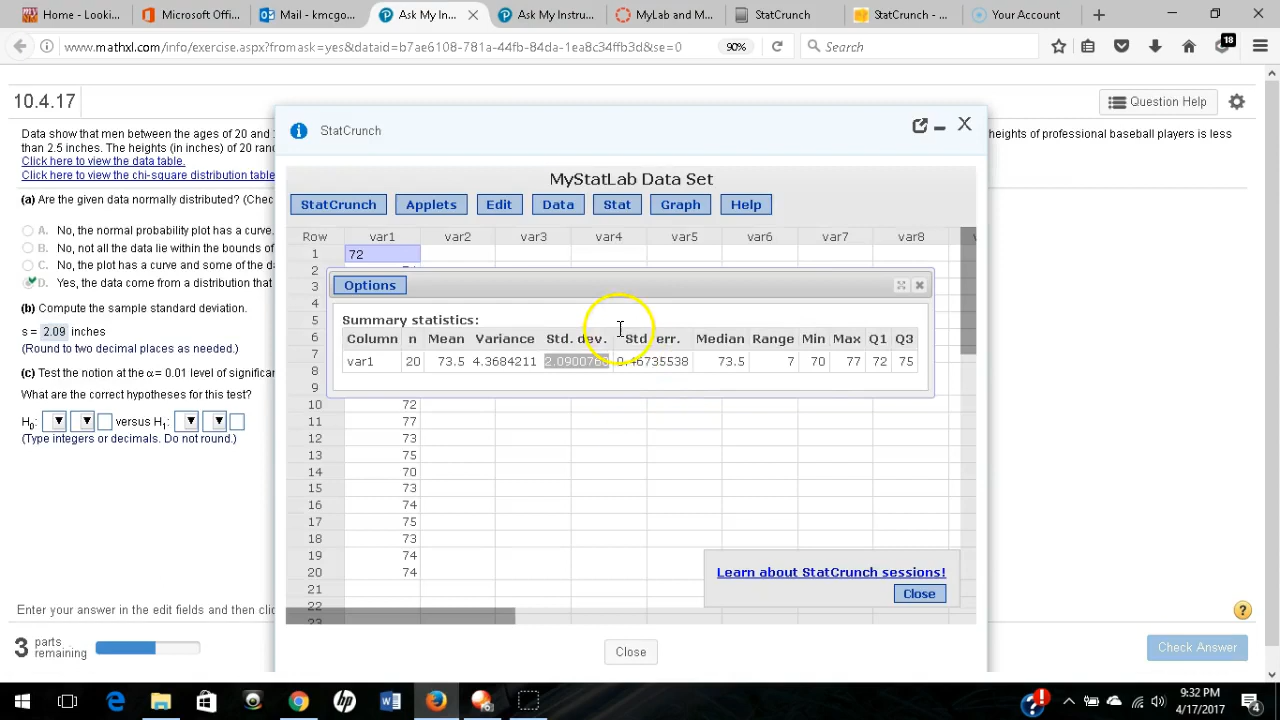 Home - Looki...
Microsoft Offi...
Mail - kmcgo...
Ask My Inst...
Ask My Instru...
MyLab and M...
StatCrunch
StatCrunch - ...
Your Account
www.mathxl.com/info/exercise.aspx?fromask=yes&dataid=b7ae6108-781a-44fb-84da-1ea8c34ffb3d&se=0
90%
Search
18
10.4.17
Question Help
Data show that men between the ages of 20 and
heights of professional baseball players is less
than 2.5 inches. The heights (in inches) of 20 ran
Click here to view the data table.
Click here to view the chi-square distribution table
(a) Are the given data normally distributed? (Chec
A. No, the normal probability plot has a curve.
B. No, not all the data lie within the bounds of
C. No, the plot has a curve and some of the d
D. Yes, the data come from a distribution that
(b) Compute the sample standard deviation.
s = 2.09 inches
(Round to two decimal places as needed.)
(c) Test the notion at the α = 0.01 level of significan
What are the correct hypotheses for this test?
H0: versus H1:
(Type integers or decimals. Do not round.)
StatCrunch
MyStatLab Data Set
StatCrunch Applets Edit Data Stat Graph Help
Row var1 var2 var3 var4 var5 var6 var7 var8
1 72
2
3
4
5
6
7
8
9
Options
Summary statistics:
Column n Mean Variance Std. dev. Std. err. Median Range Min Max Q1 Q3
var1 20 73.5 4.3684211 2.0900768 0.46735538 73.5 7 70 77 72 75
10 72
11 77
12 73
13 75
14 70
15 73
16 74
17 75
18 73
19 74
20 74
21
22
23
Learn about StatCrunch sessions!
Close
Close
Enter your answer in the edit fields and then clic
3 parts remaining
Check Answer
9:32 PM
4/17/2017
4